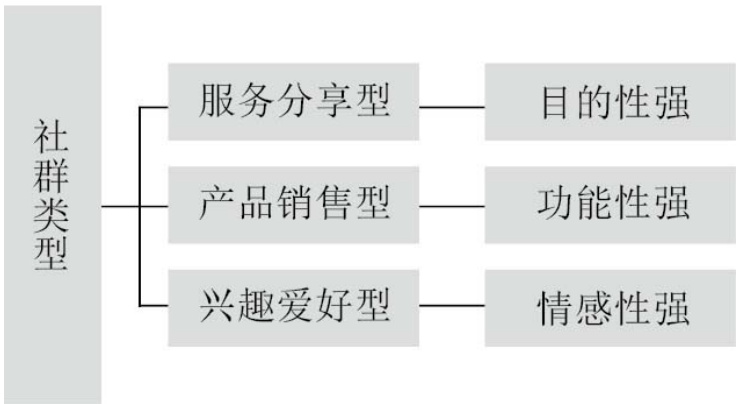 社群类型
服务分享型
目的性强
产品销售型
功能性强
兴趣爱好型
情感性强